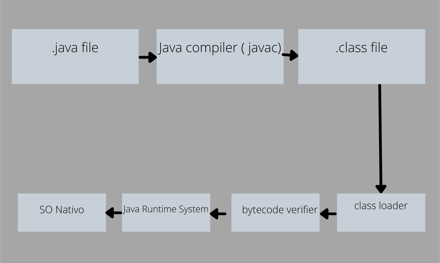 .java file
Java compiler ( javac)
.class file
class loader
bytecode verifier
Java Runtime System
SO Nativo